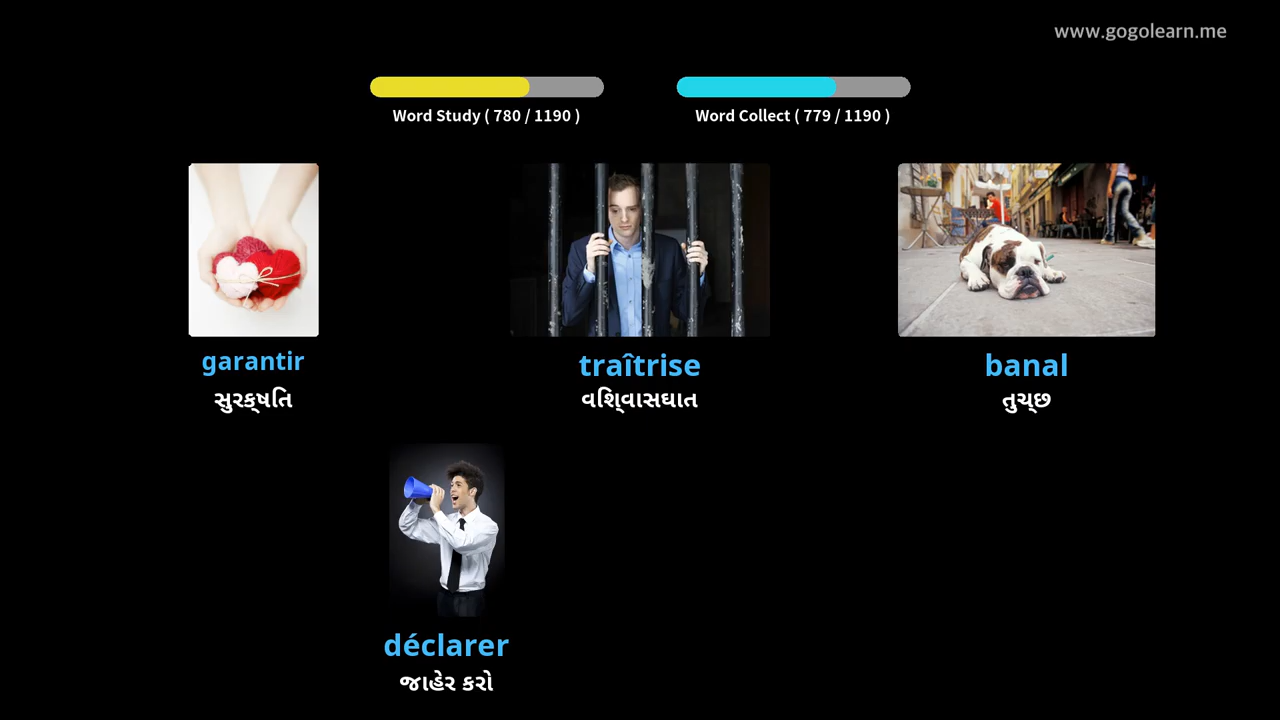 www.gogolearn.me
Word Study ( 780 / 1190 )
Word Collect ( 779 / 1190 )
garantir
સુરક્ષતિ
traîtrise
વશ્વિાસઘાત
banal
તુચ્છ
déclarer
જાહેર કરો